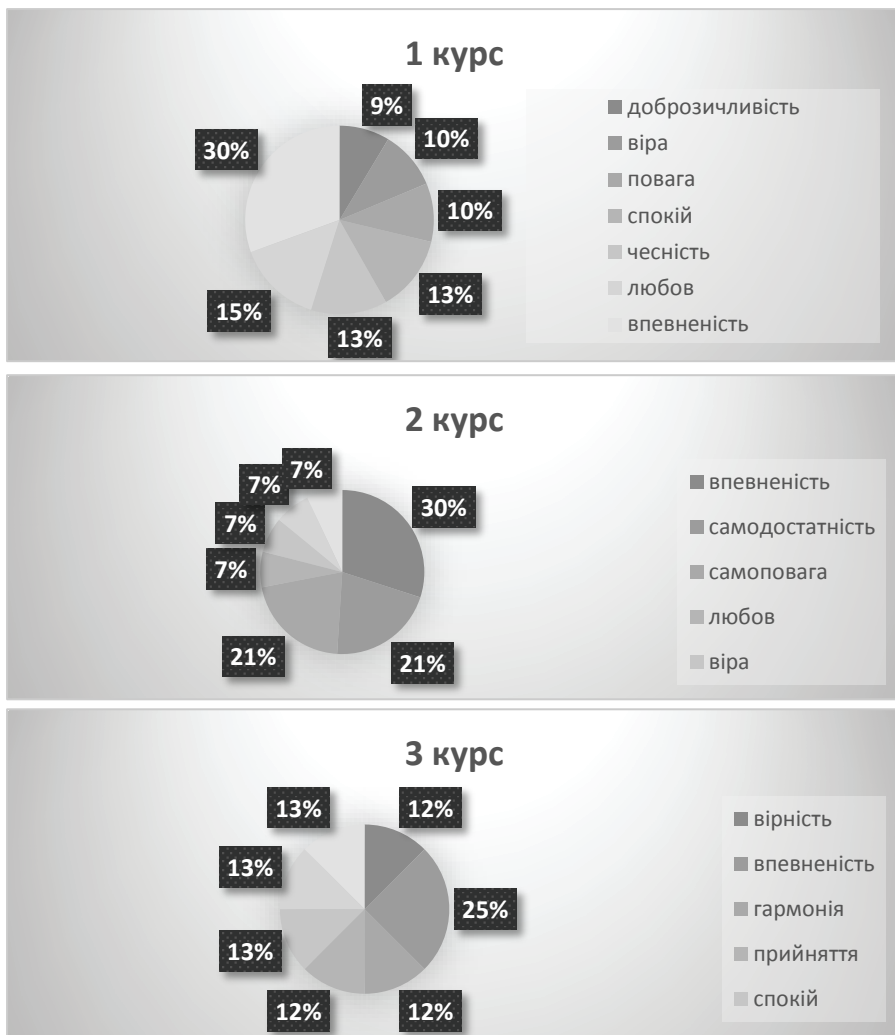 1 курс
9%
10%
10%
13%
13%
15%
30%
доброзичливість
віра
повага
спокій
чесність
любов
впевненість
2 курс
30%
21%
21%
7%
7%
7%
7%
впевненість
самодостатність
самоповага
любов
віра
3 курс
12%
25%
12%
12%
13%
13%
13%
вірність
впевненість
гармонія
прийняття
спокій